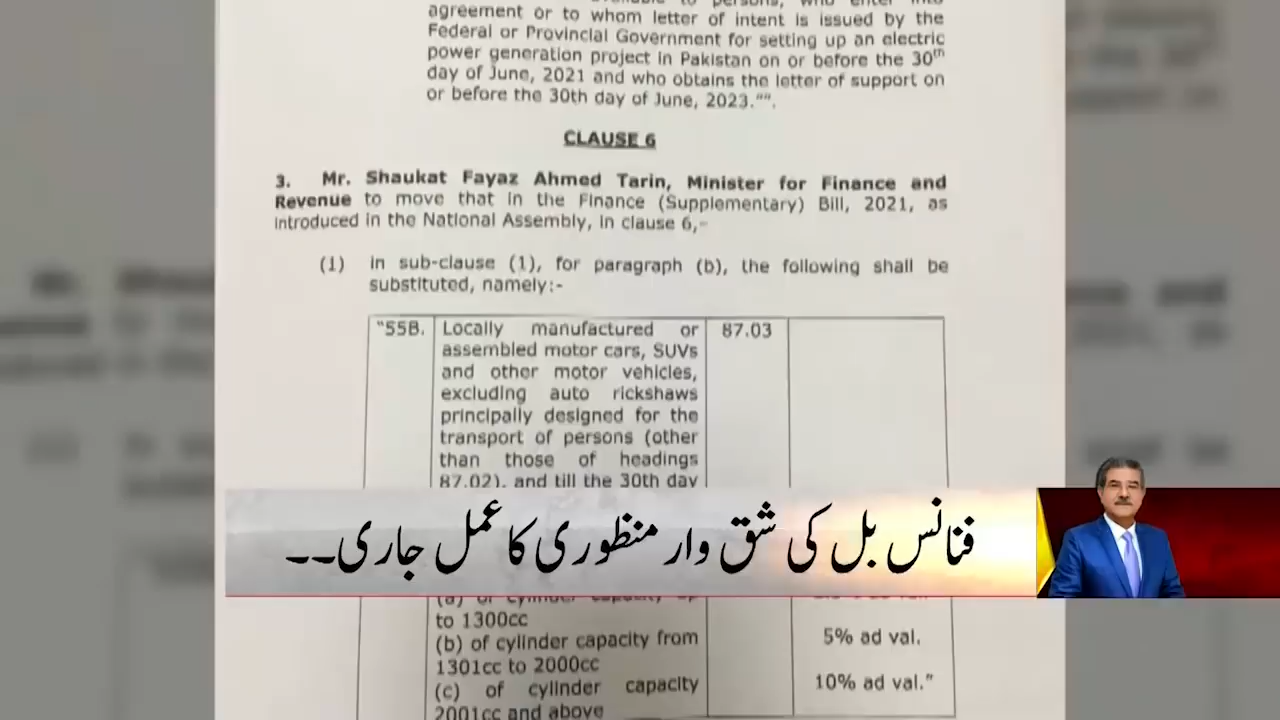 agreement or to whom letter of intent is issued by the
Federal or Provincial Government for setting up an electric
power generation project in Pakistan on or before the 30th
day of June, 2021 and who obtains the letter of support on
or before the 30th day of June, 2023."".
CLAUSE 6
3. Mr. Shaukat Fayaz Ahmed Tarin, Minister for Finance and
Revenue to move that in the Finance (Supplementary) Bill, 2021, as
introduced in the National Assembly, in clause 6,-
(1) in sub-clause (1), for paragraph (b), the following shall be
substituted, namely:-
"55B. Locally manufactured or 87.03
assembled motor cars, SUVs
and other motor vehicles,
excluding auto rickshaws
principally designed for the
transport of persons (other
than those of headings
87.02), and till the 30th day
فنانس بل کی شق وار منظوری کا عمل جاری۔۔
(a) of cylinder capacity up
to 1300cc
(b) of cylinder capacity from 5% ad val.
1301cc to 2000cc
(c) of cylinder capacity 10% ad val."
2001cc and above